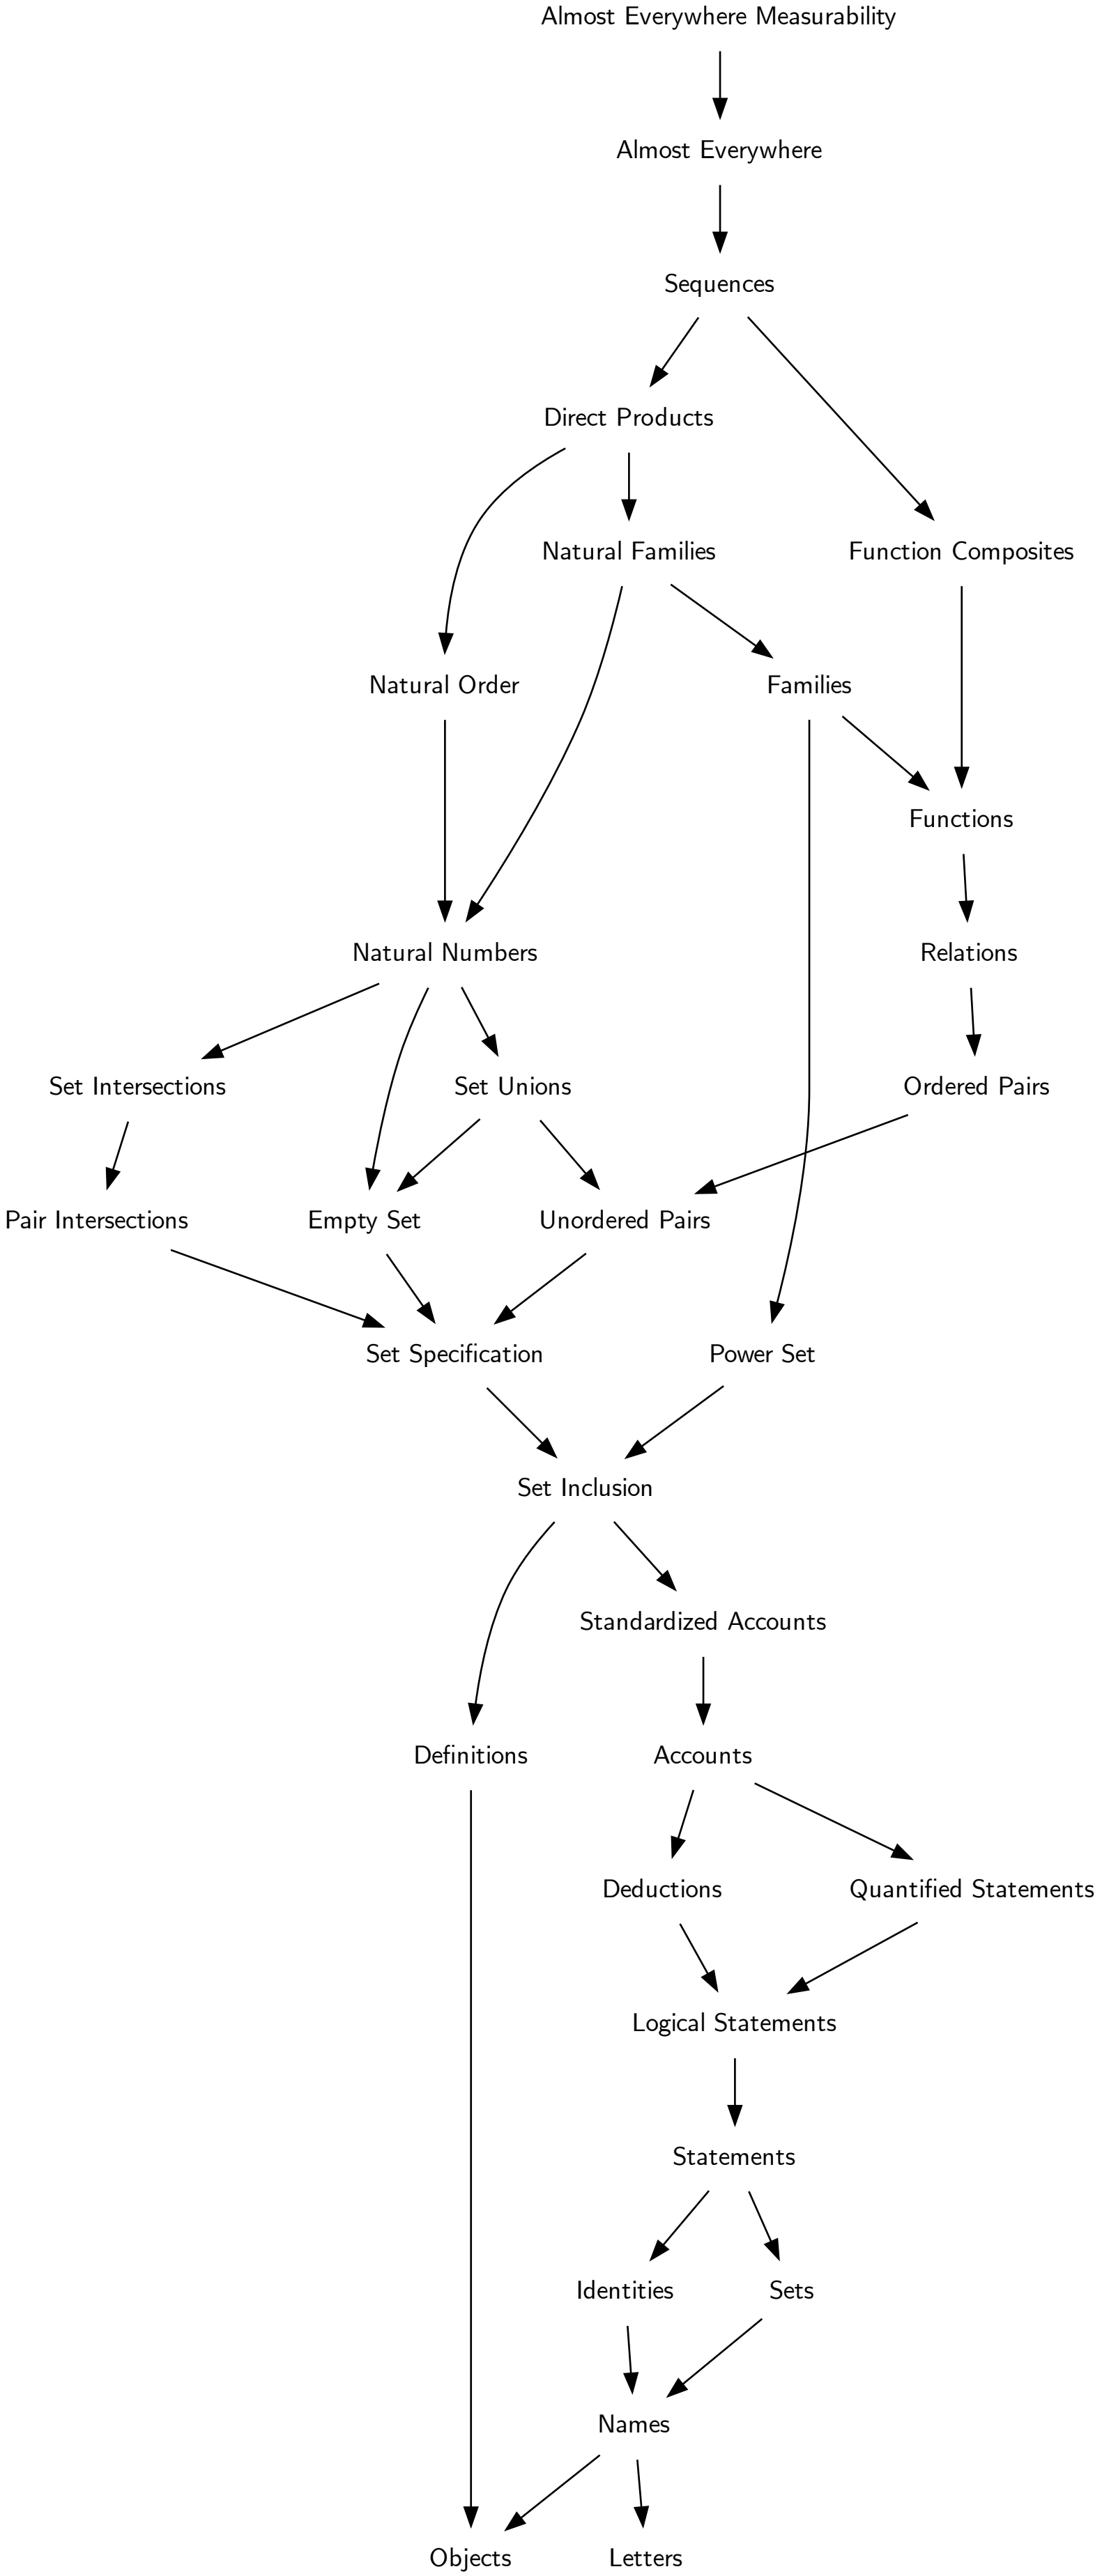 Almost Everywhere Measurability
Almost Everywhere
Sequences
Direct Products
Natural Families
Function Composites
Natural Order
Families
Functions
Natural Numbers
Relations
Set Intersections
Set Unions
Ordered Pairs
Pair Intersections
Empty Set
Unordered Pairs
Set Specification
Power Set
Set Inclusion
Standardized Accounts
Definitions
Accounts
Deductions
Quantified Statements
Logical Statements
Statements
Identities
Sets
Names
Objects
Letters